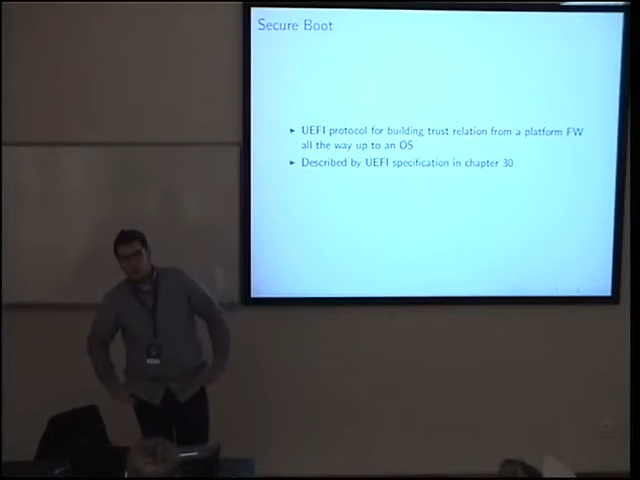 Secure Boot
► UEFI protocol for building trust relation from a platform FW
all the way up to an OS
► Described by UEFI specification in chapter 30